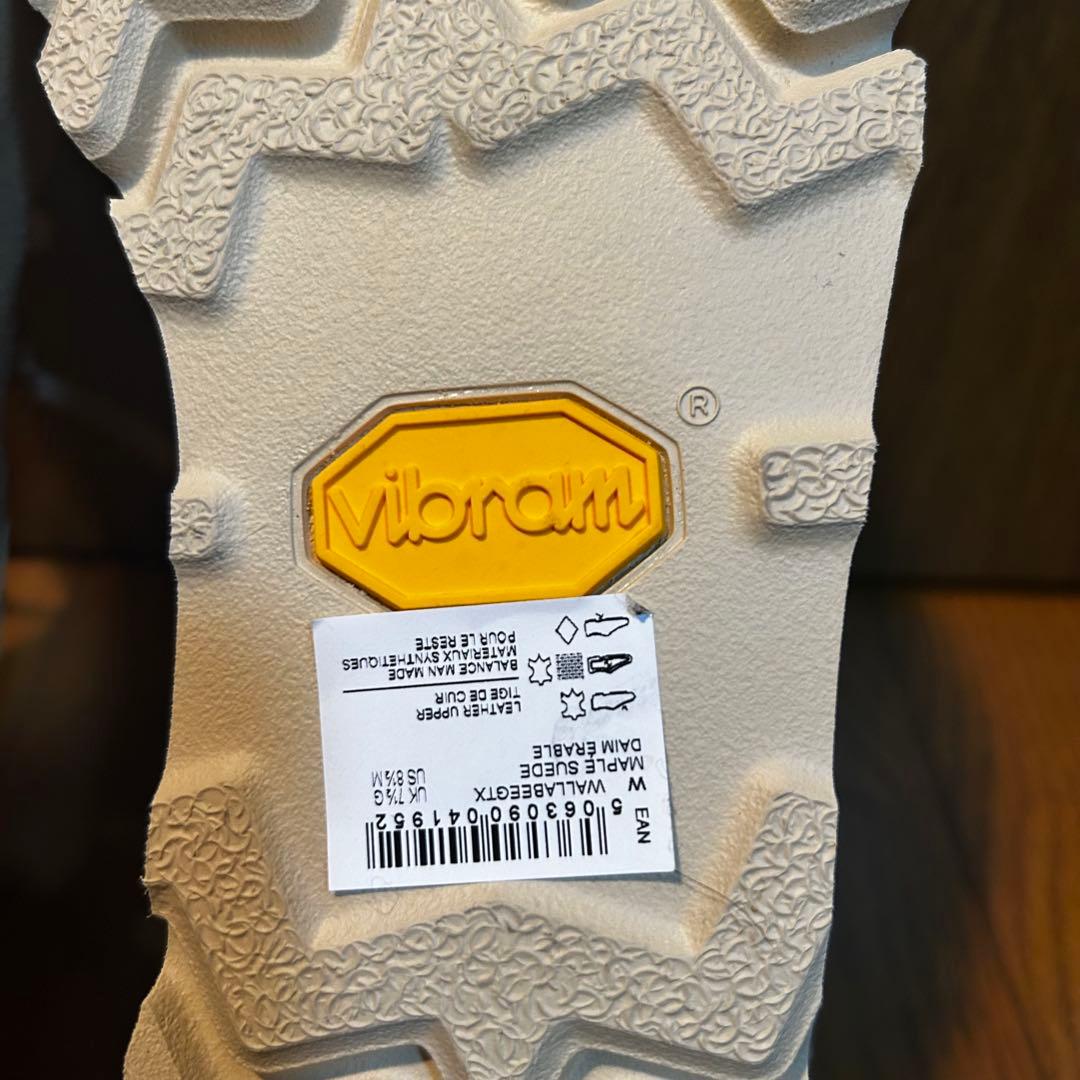 ®
vibram
EAN
5 063090 041952
W WALLABEEGTX UK 7½ G
MAPLE SUEDE US 8½ M
DAIM ÉRABLE
LEATHER UPPER
TIGE DE CUIR
BALANCE MAN MADE
MATERIAUX SYNTHETIQUES
POUR LE RESTE